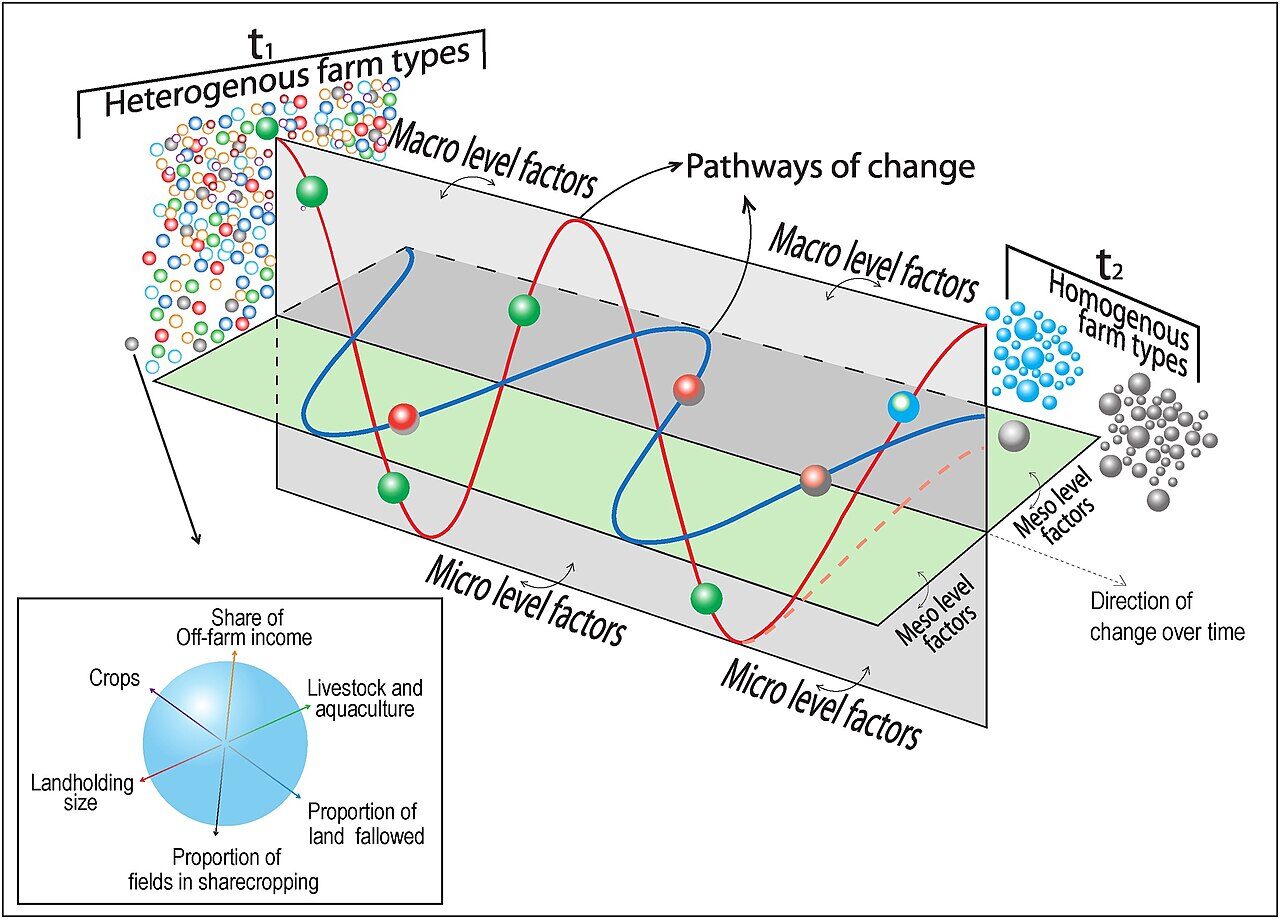 t1
Heterogenous farm types
Macro level factors
Pathways of change
Macro level factors
t2
Homogenous
farm types
Meso level
factors
Meso level
factors
Micro level factors
Micro level factors
Direction of
change over time
Share of
Off-farm income
Crops
Livestock and
aquaculture
Landholding
size
Proportion of
land fallowed
Proportion of
fields in sharecropping